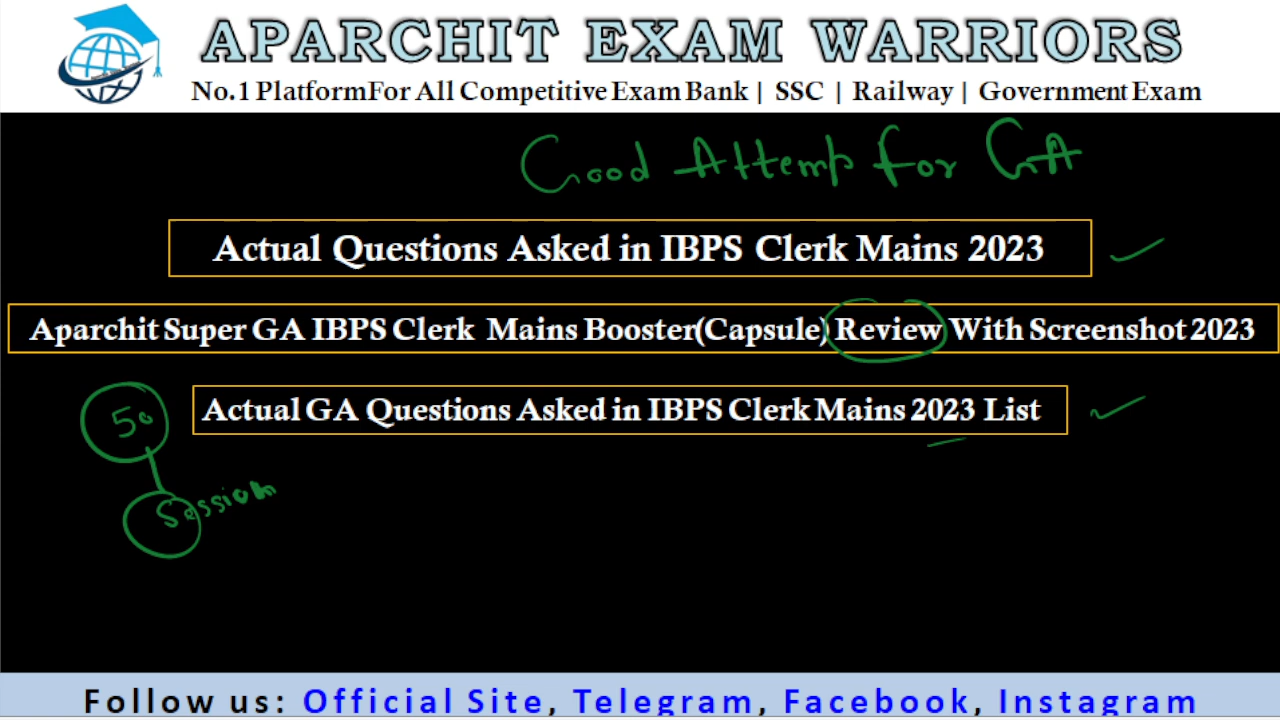 APARCHIT EXAM WARRIORS
No.1 Platform For All Competitive Exam Bank | SSC | Railway | Government Exam
Good Attemp for GA
Actual Questions Asked in IBPS Clerk Mains 2023
Aparchit Super GA IBPS Clerk Mains Booster(Capsule) Review With Screenshot 2023
Actual GA Questions Asked in IBPS Clerk Mains 2023 List
50
Session
Follow us: Official Site, Telegram, Facebook, Instagram